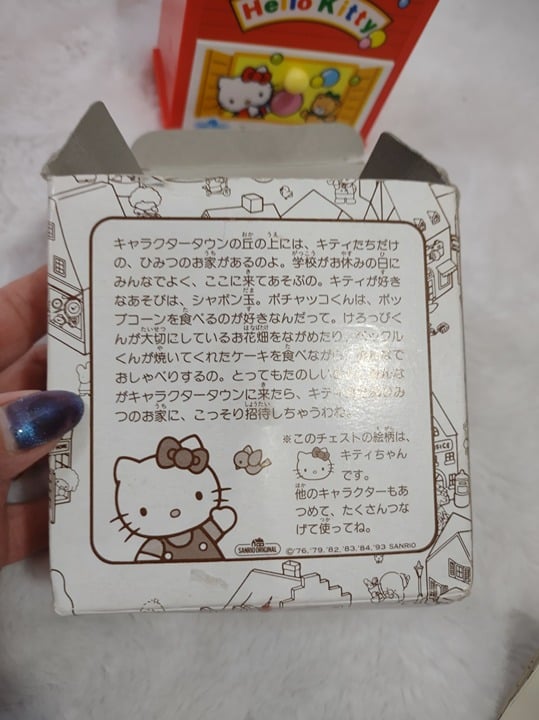 Hello Kitty
キャラクタータウンの丘の上には、キティたちだけ
の、ひみつのお家があるのよ。学校がお休みの日に
みんなでよく、ここに来てあそぶの。キティが好き
なあそびは、シャボン玉。ポチャッコくんは、ポッ
プコーンを食べるのが好きなんだって。けろっぴく
んが大切にしているお花畑をながめたり、ペックル
くんが焼いてくれたケーキを食べながら
おしゃべりするの。とってもたのしい
がキャラクタータウンに来たら、キティ
つのお家に、こっそり招待しちゃうわね。
※このチェストの絵柄は、
キティちゃん
です。
他のキャラクターもあ
つめて、たくさんつな
げて使ってね。
SANRIO ORIGINAL
©'76,'79,'82,'83,'84,'93 SANRIO